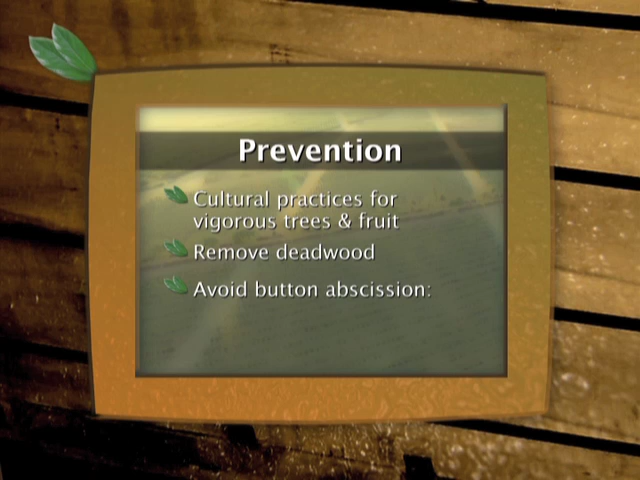 Prevention
Cultural practices for
vigorous trees & fruit
Remove deadwood
Avoid button abscission: